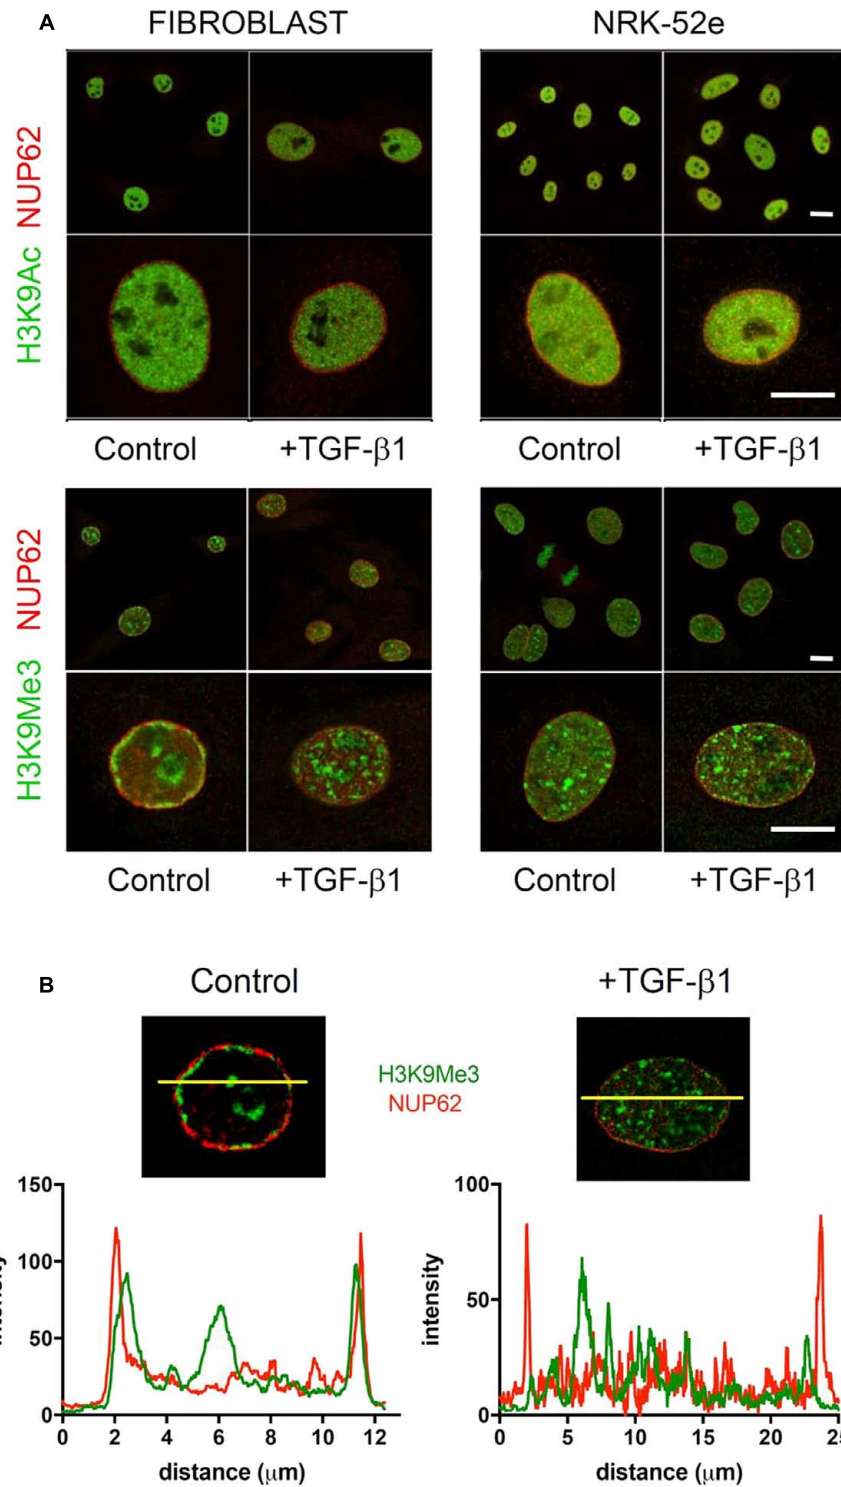 A
FIBROBLAST
NRK-52e
H3K9Ac NUP62
Control
+TGF-β1
Control
+TGF-β1
H3K9Me3 NUP62
Control
+TGF-β1
Control
+TGF-β1
B
Control
+TGF-β1
H3K9Me3
NUP62
150
100
50
0
0 2 4 6 8 10 12
distance (μm)
intensity
100
50
0
0 5 10 15 20 25
distance (μm)